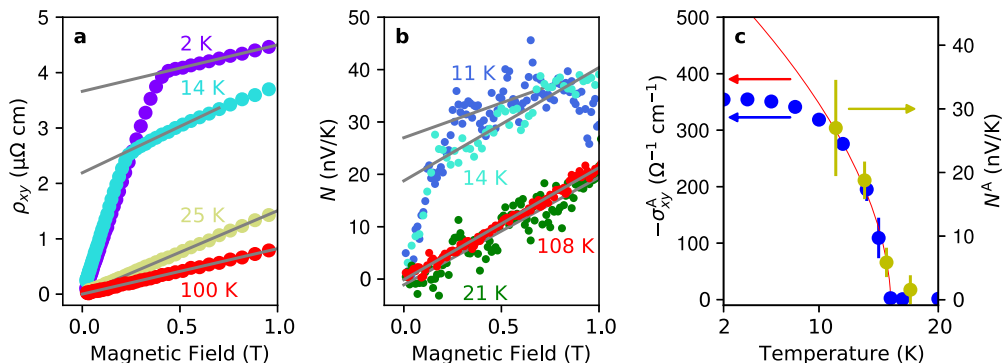 a
2 K
14 K
25 K
100 K
5
4
3
2
1
0
ρxy (μΩ cm)
0.0 0.5 1.0
Magnetic Field (T)
b
11 K
14 K
108 K
21 K
50
40
30
20
10
0
N (nV/K)
0.0 0.5 1.0
Magnetic Field (T)
c
−500
400
300
200
100
0
−σ^A_xy (Ω⁻¹ cm⁻¹)
40
30
20
10
0
N^A (nV/K)
2 10 20
Temperature (K)